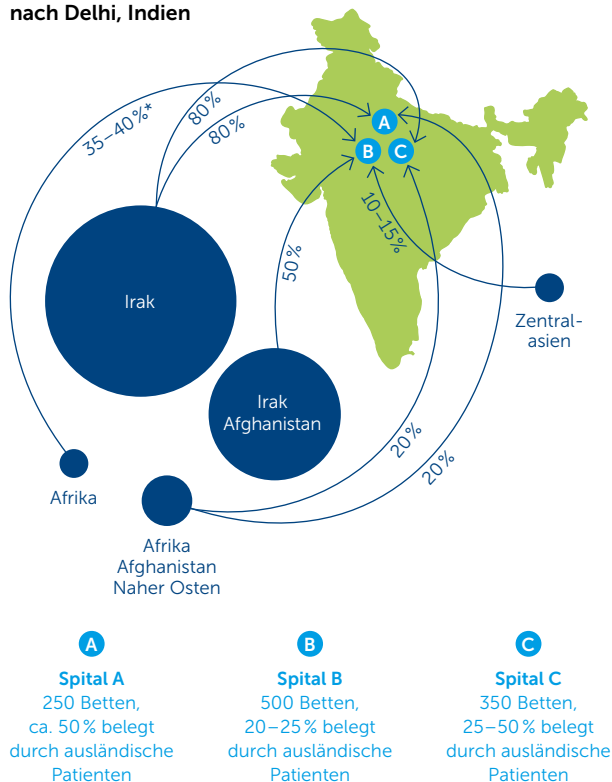 nach Delhi, Indien
35–40%*
80%
80%
A
B
C
10–15%
50%
Irak
Zentral-
asien
Irak
Afghanistan
20%
20%
Afrika
Afrika
Afghanistan
Naher Osten
A
Spital A
250 Betten,
ca. 50% belegt
durch ausländische
Patienten
B
Spital B
500 Betten,
20–25% belegt
durch ausländische
Patienten
C
Spital C
350 Betten,
25–50% belegt
durch ausländische
Patienten